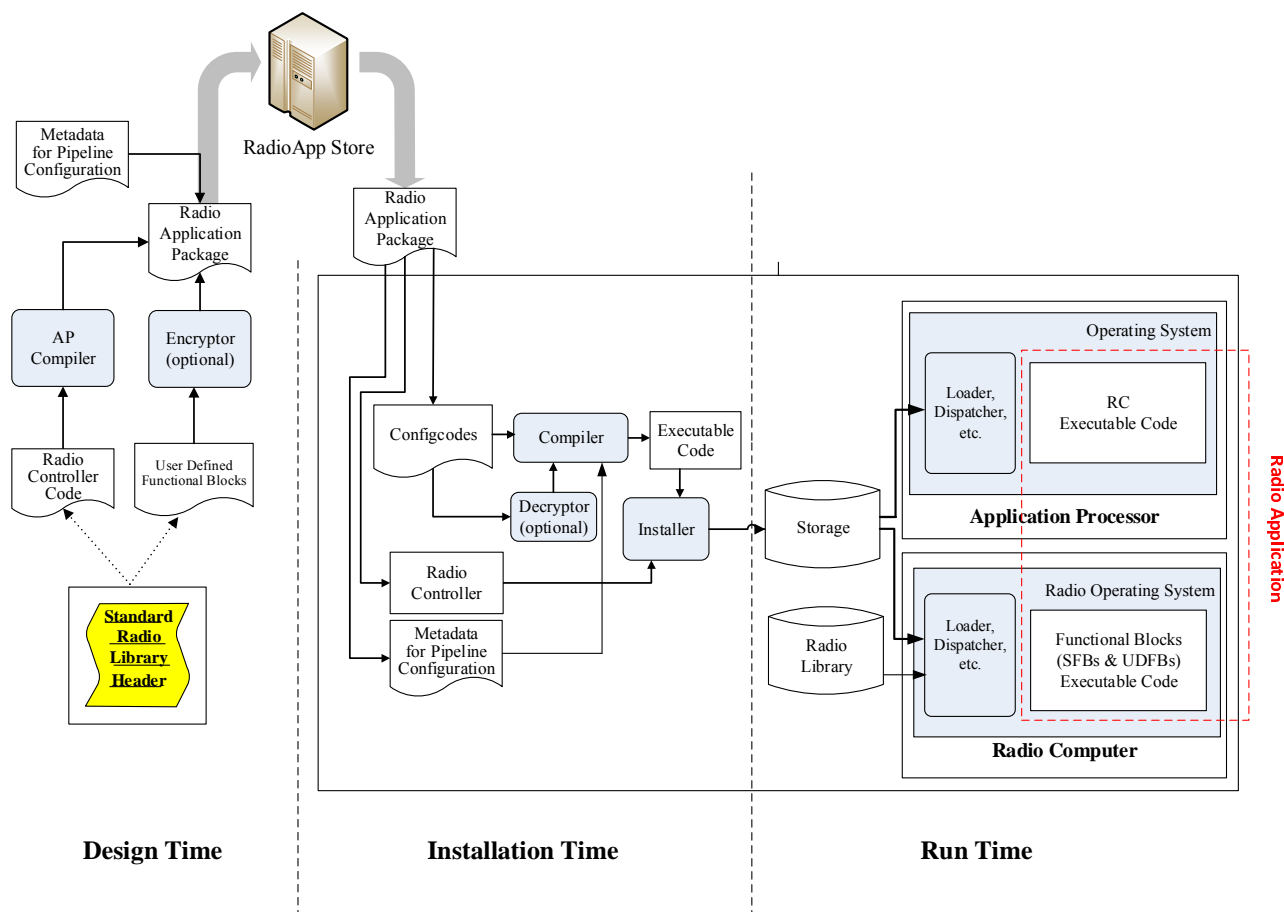 RadioApp Store
Metadata
for Pipeline
Configuration
Radio
Application
Package
AP
Compiler
Encryptor
(optional)
Radio
Controller
Code
User Defined
Functional Blocks
Standard
Radio
Library
Header
Design Time
Radio
Application
Package
Configcodes
Compiler
Executable
Code
Decryptor
(optional)
Installer
Radio
Controller
Metadata
for Pipeline
Configuration
Installation Time
Storage
Radio
Library
Operating System
Loader,
Dispatcher,
etc.
RC
Executable Code
Application Processor
Radio Operating System
Loader,
Dispatcher,
etc.
Functional Blocks
(SFBs & UDFBs)
Executable Code
Radio Computer
Radio Application
Run Time